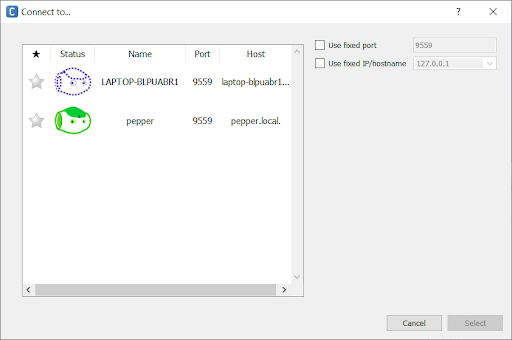 C Connect to...
?
★ Status Name Port Host
LAPTOP-BLPUABR1 9559 laptop-blpuabr1...
pepper 9559 pepper.local.
Use fixed port 9559
Use fixed IP/hostname 127.0.0.1
Cancel Select